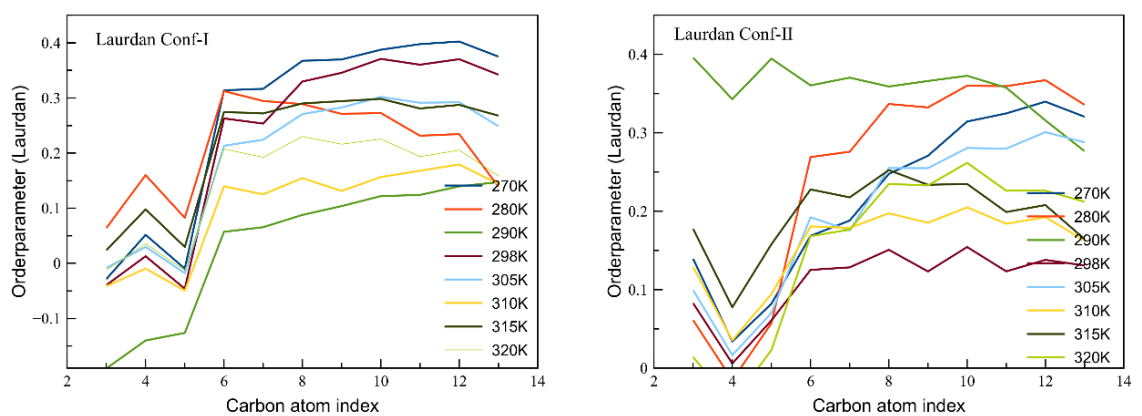 Laurdan Conf-I
Orderparameter (Laurdan)
0.4
0.3
0.2
0.1
0
−0.1
2
4
6
8
10
12
14
Carbon atom index
270K
280K
290K
298K
305K
310K
315K
320K
Laurdan Conf-II
Orderparameter (Laurdan)
0.4
0.3
0.2
0.1
0
2
4
6
8
10
12
14
Carbon atom index
270K
280K
290K
298K
305K
310K
315K
320K